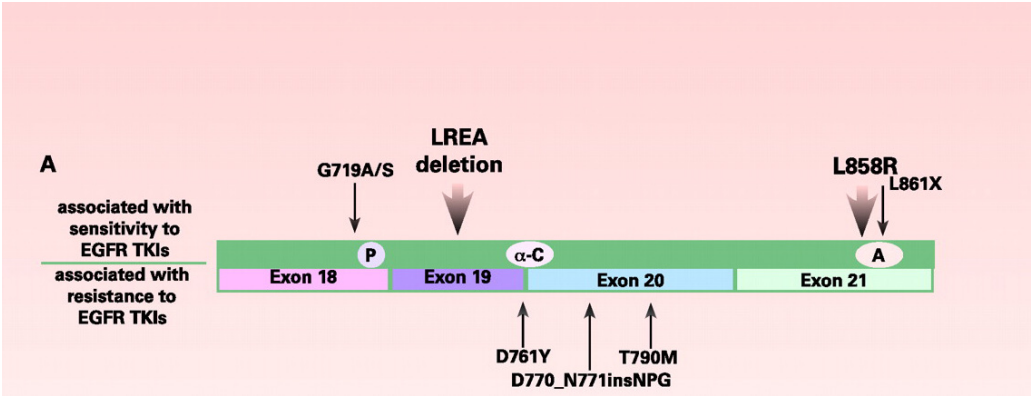 A
LREA
deletion
G719A/S
L858R
L861X
associated with
sensitivity to
EGFR TKIs
P
α-C
A
associated with
resistance to
EGFR TKIs
Exon 18
Exon 19
Exon 20
Exon 21
D761Y
T790M
D770_N771insNPG